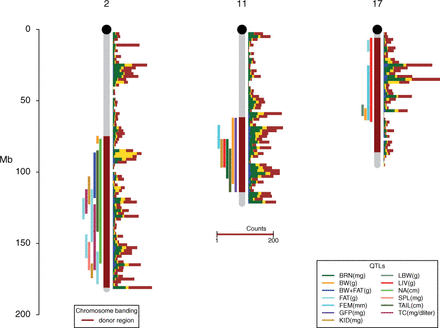 2 11 17
0
50
Mb
100
150
200
Counts
1 200
Chromosome banding
donor region
QTLs
BRN(mg) LBW(g)
BW(g) LIV(g)
BW+FAT(g) NA(cm)
FAT(g) SPL(mg)
FEM(mm) TAIL(cm)
GFP(mg) TC(mg/dliter)
KID(mg)